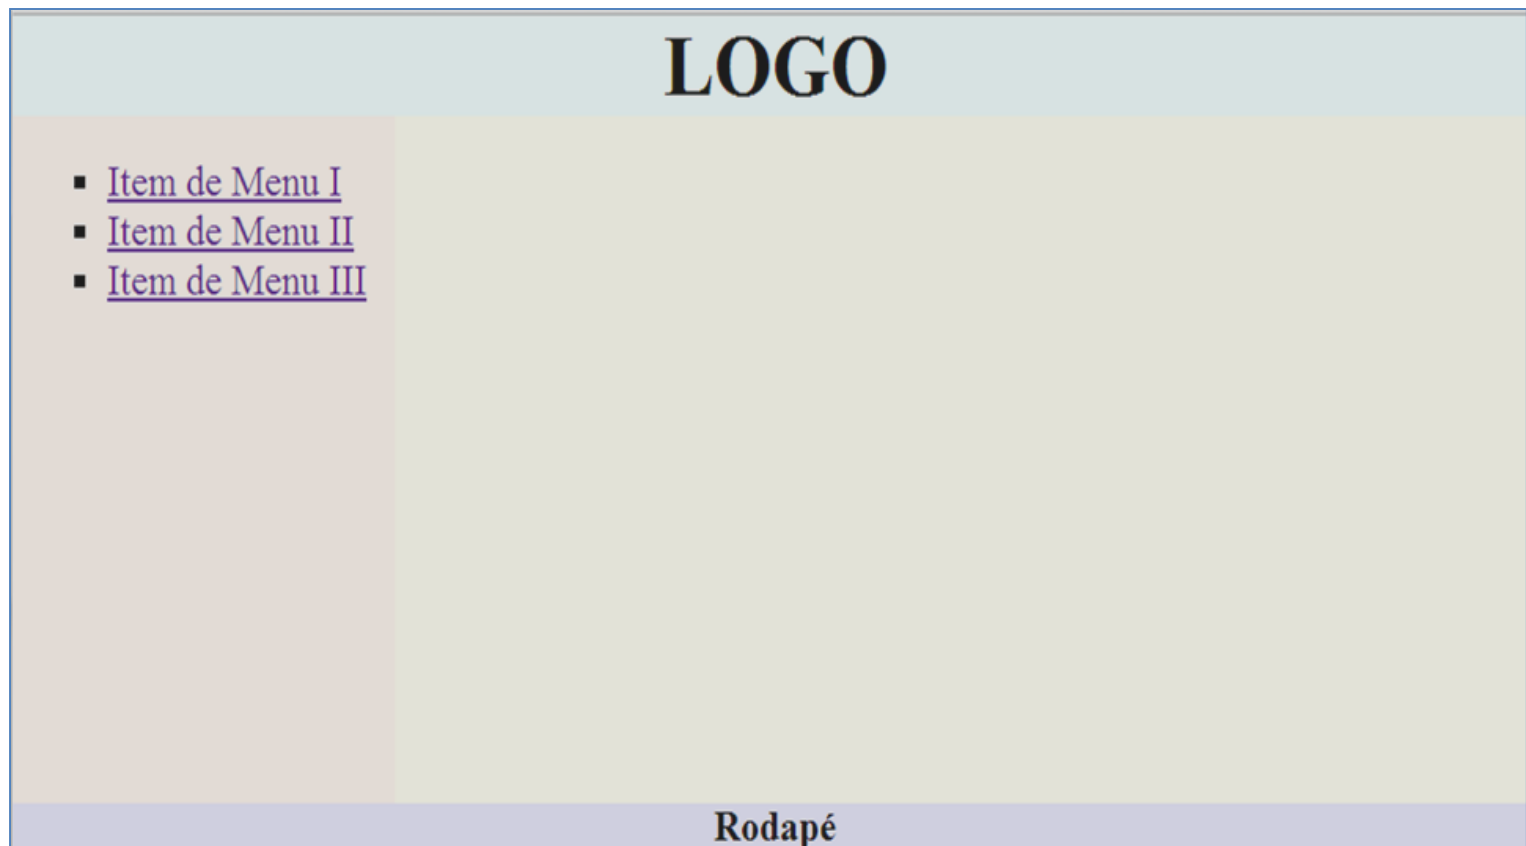 LOGO
Item de Menu I
Item de Menu II
Item de Menu III
Rodapé